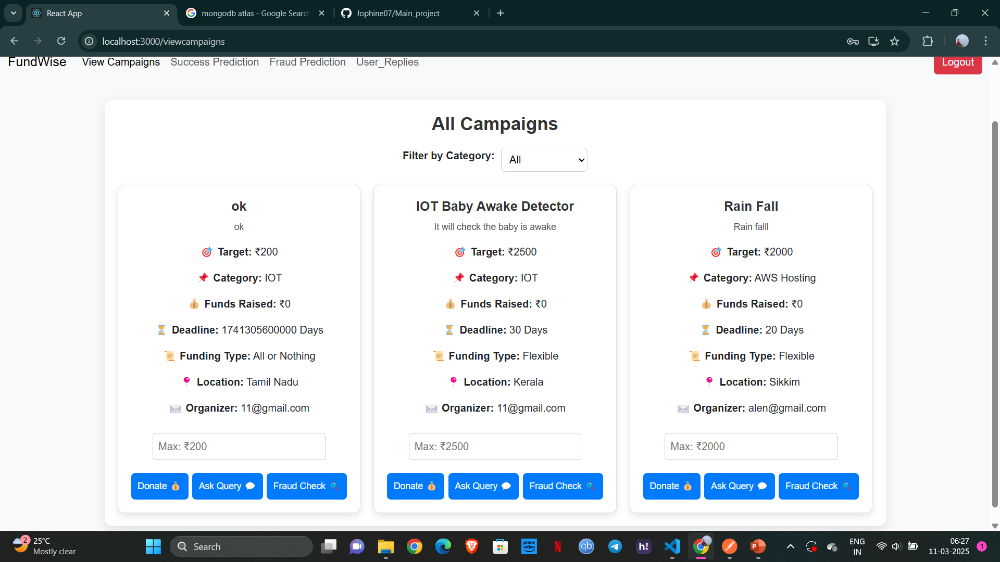 React App
mongodb atlas - Google Search
Jophine07/Main_project
localhost:3000/viewcampaigns
FundWise
View Campaigns
Success Prediction
Fraud Prediction
User_Replies
Logout
All Campaigns
Filter by Category:
All
ok
ok
🎯 Target: ₹200
📌 Category: IOT
💰 Funds Raised: ₹0
⏳ Deadline: 1741305600000 Days
📜 Funding Type: All or Nothing
📍 Location: Tamil Nadu
✉️ Organizer: 11@gmail.com
Max: ₹200
Donate 💰
Ask Query 💬
Fraud Check 🔍
IOT Baby Awake Detector
It will check the baby is awake
🎯 Target: ₹2500
📌 Category: IOT
💰 Funds Raised: ₹0
⏳ Deadline: 30 Days
📜 Funding Type: Flexible
📍 Location: Kerala
✉️ Organizer: 11@gmail.com
Max: ₹2500
Donate 💰
Ask Query 💬
Fraud Check 🔍
Rain Fall
Rain falll
🎯 Target: ₹2000
📌 Category: AWS Hosting
💰 Funds Raised: ₹0
⏳ Deadline: 20 Days
📜 Funding Type: Flexible
📍 Location: Sikkim
✉️ Organizer: alen@gmail.com
Max: ₹2000
Donate 💰
Ask Query 💬
Fraud Check 🔍
2
25°C
Mostly clear
Search
prime video
N
qb
h!
P
ENG
IN
06:27
11-03-2025
1